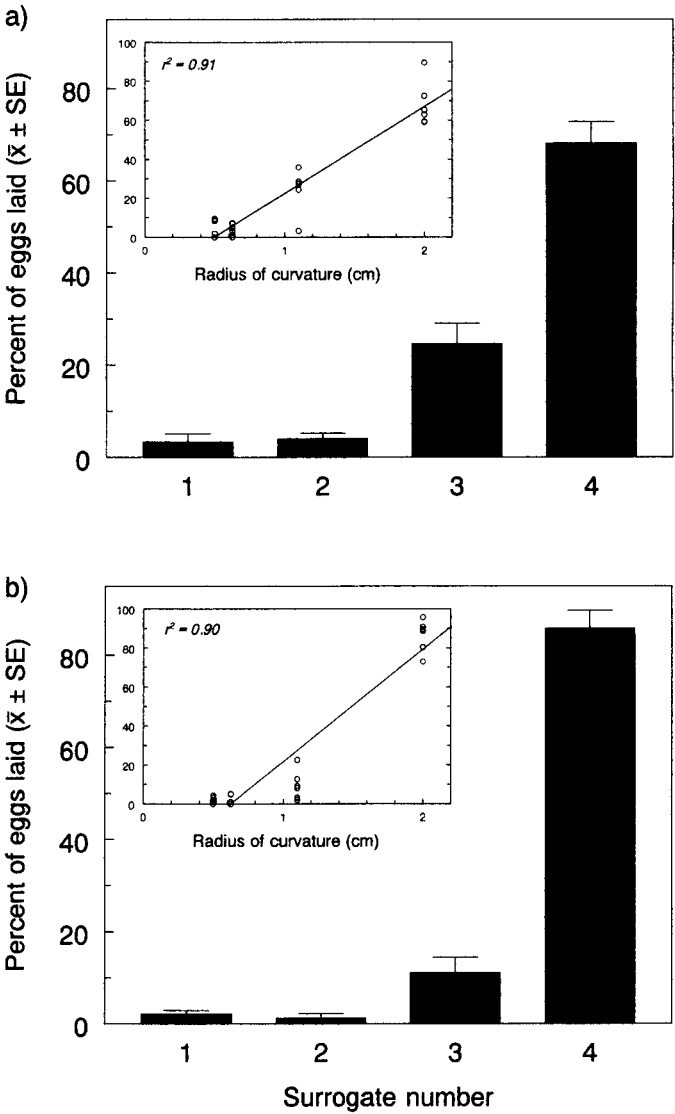 a)
Percent of eggs laid (x̄ ± SE)
80
60
40
20
0
r² = 0.91
100
80
60
40
20
0
0 1 2
Radius of curvature (cm)
1 2 3 4
b)
Percent of eggs laid (x̄ ± SE)
80
60
40
20
0
r² = 0.90
100
80
60
40
20
0
0 1 2
Radius of curvature (cm)
1 2 3 4
Surrogate number